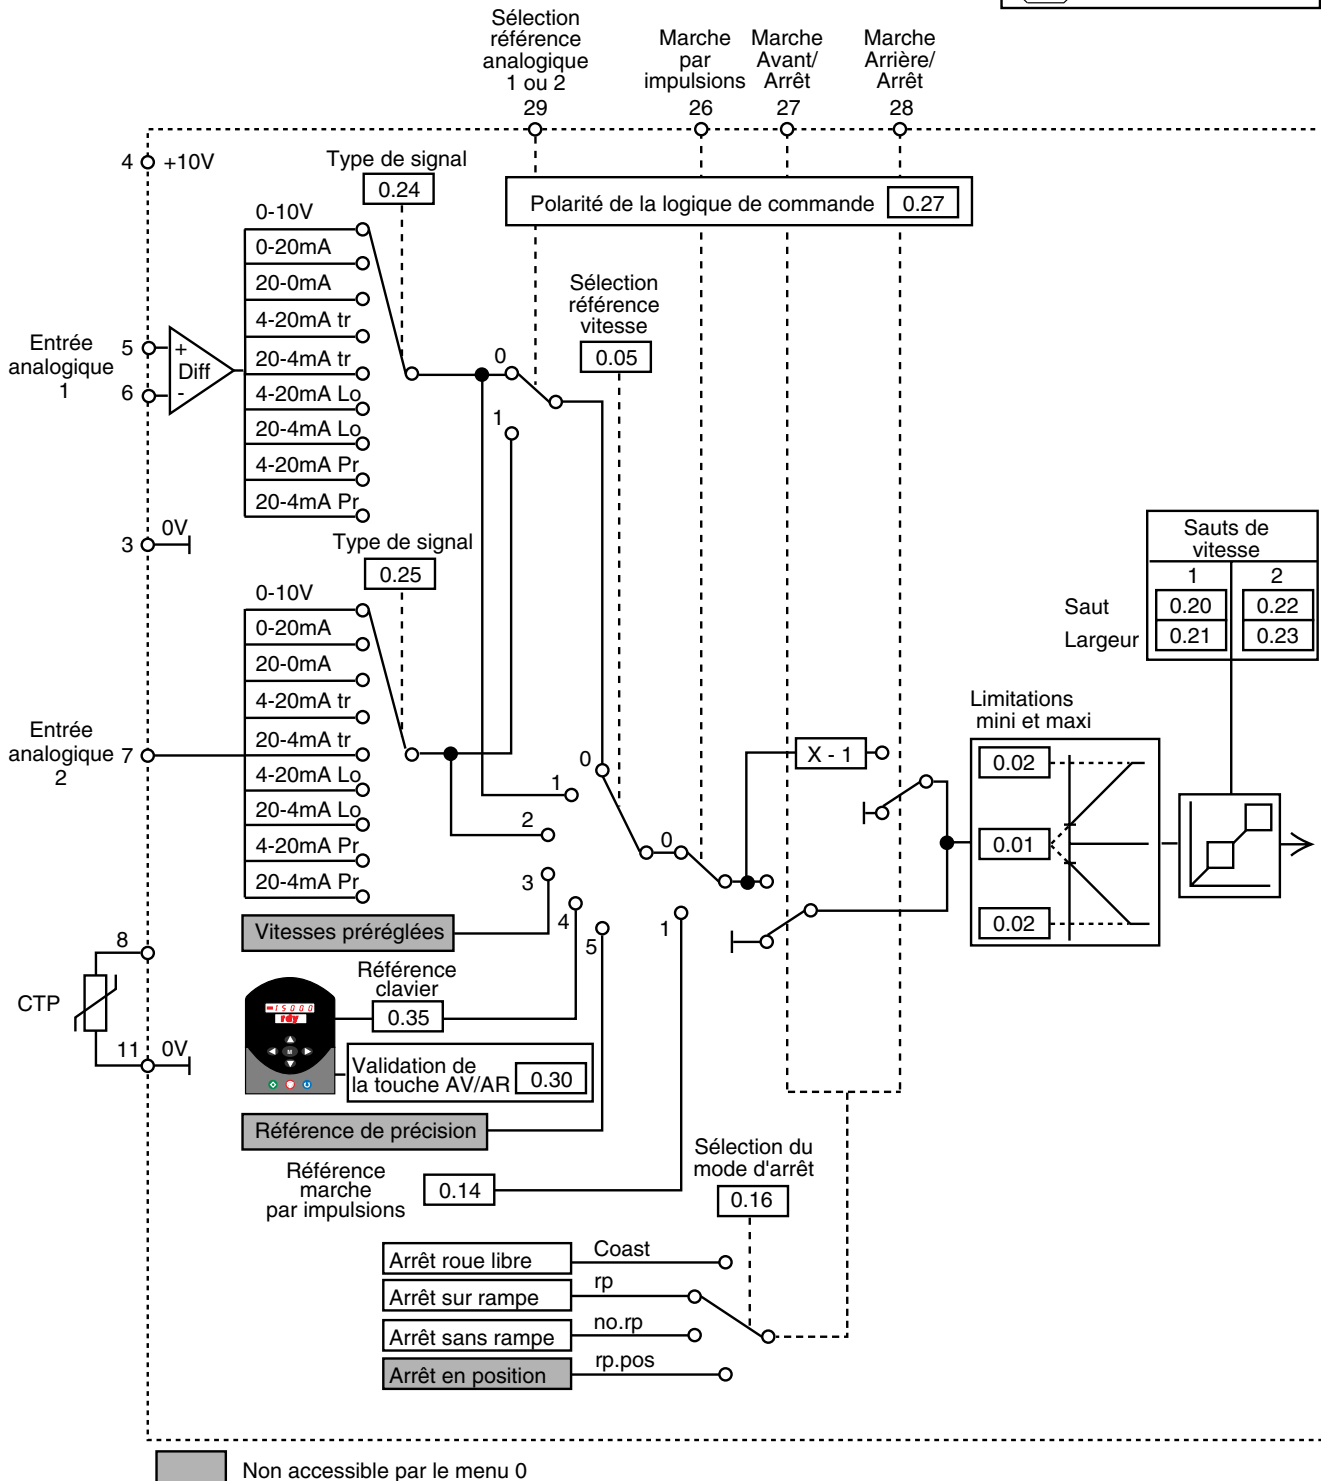 Sélection
référence
analogique
1 ou 2
29
Marche
par
impulsions
26
Marche
Avant/
Arrêt
27
Marche
Arrière/
Arrêt
28
4 +10V
Type de signal
0.24
Polarité de la logique de commande 0.27
0-10V
0-20mA
20-0mA
4-20mA tr
20-4mA tr
4-20mA Lo
20-4mA Lo
4-20mA Pr
20-4mA Pr
Entrée
analogique
1
5
6
+
Diff
-
0
1
Sélection
référence
vitesse
0.05
3 0V
Type de signal
0.25
0-10V
0-20mA
20-0mA
4-20mA tr
20-4mA tr
4-20mA Lo
20-4mA Lo
4-20mA Pr
20-4mA Pr
Entrée
analogique
2
7
0
1
2
3
4
5
0
1
X - 1
Sauts de
vitesse
1 2
Saut 0.20 0.22
Largeur 0.21 0.23
Limitations
mini et maxi
0.02
0.01
0.02
Vitesses préréglées
8
CTP
11 0V
Référence
clavier
0.35
-15000
rdy
M
Validation de
la touche AV/AR 0.30
Référence de précision
Référence
marche
par impulsions
0.14
Sélection du
mode d'arrêt
0.16
Arrêt roue libre Coast
Arrêt sur rampe rp
Arrêt sans rampe no.rp
Arrêt en position rp.pos
Non accessible par le menu 0